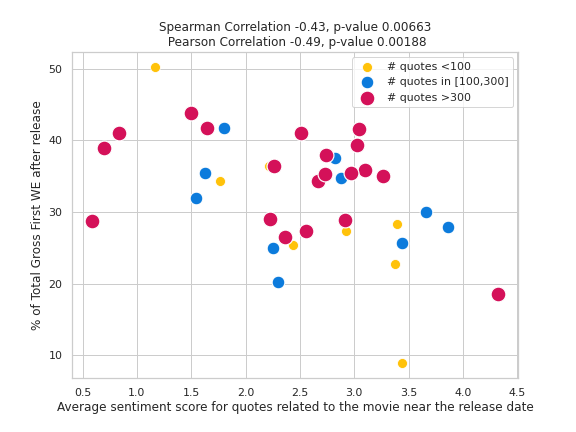 Spearman Correlation -0.43, p-value 0.00663
Pearson Correlation -0.49, p-value 0.00188
# quotes <100
# quotes in [100,300]
# quotes >300
% of Total Gross First WE after release
50
40
30
20
10
0.5 1.0 1.5 2.0 2.5 3.0 3.5 4.0 4.5
Average sentiment score for quotes related to the movie near the release date